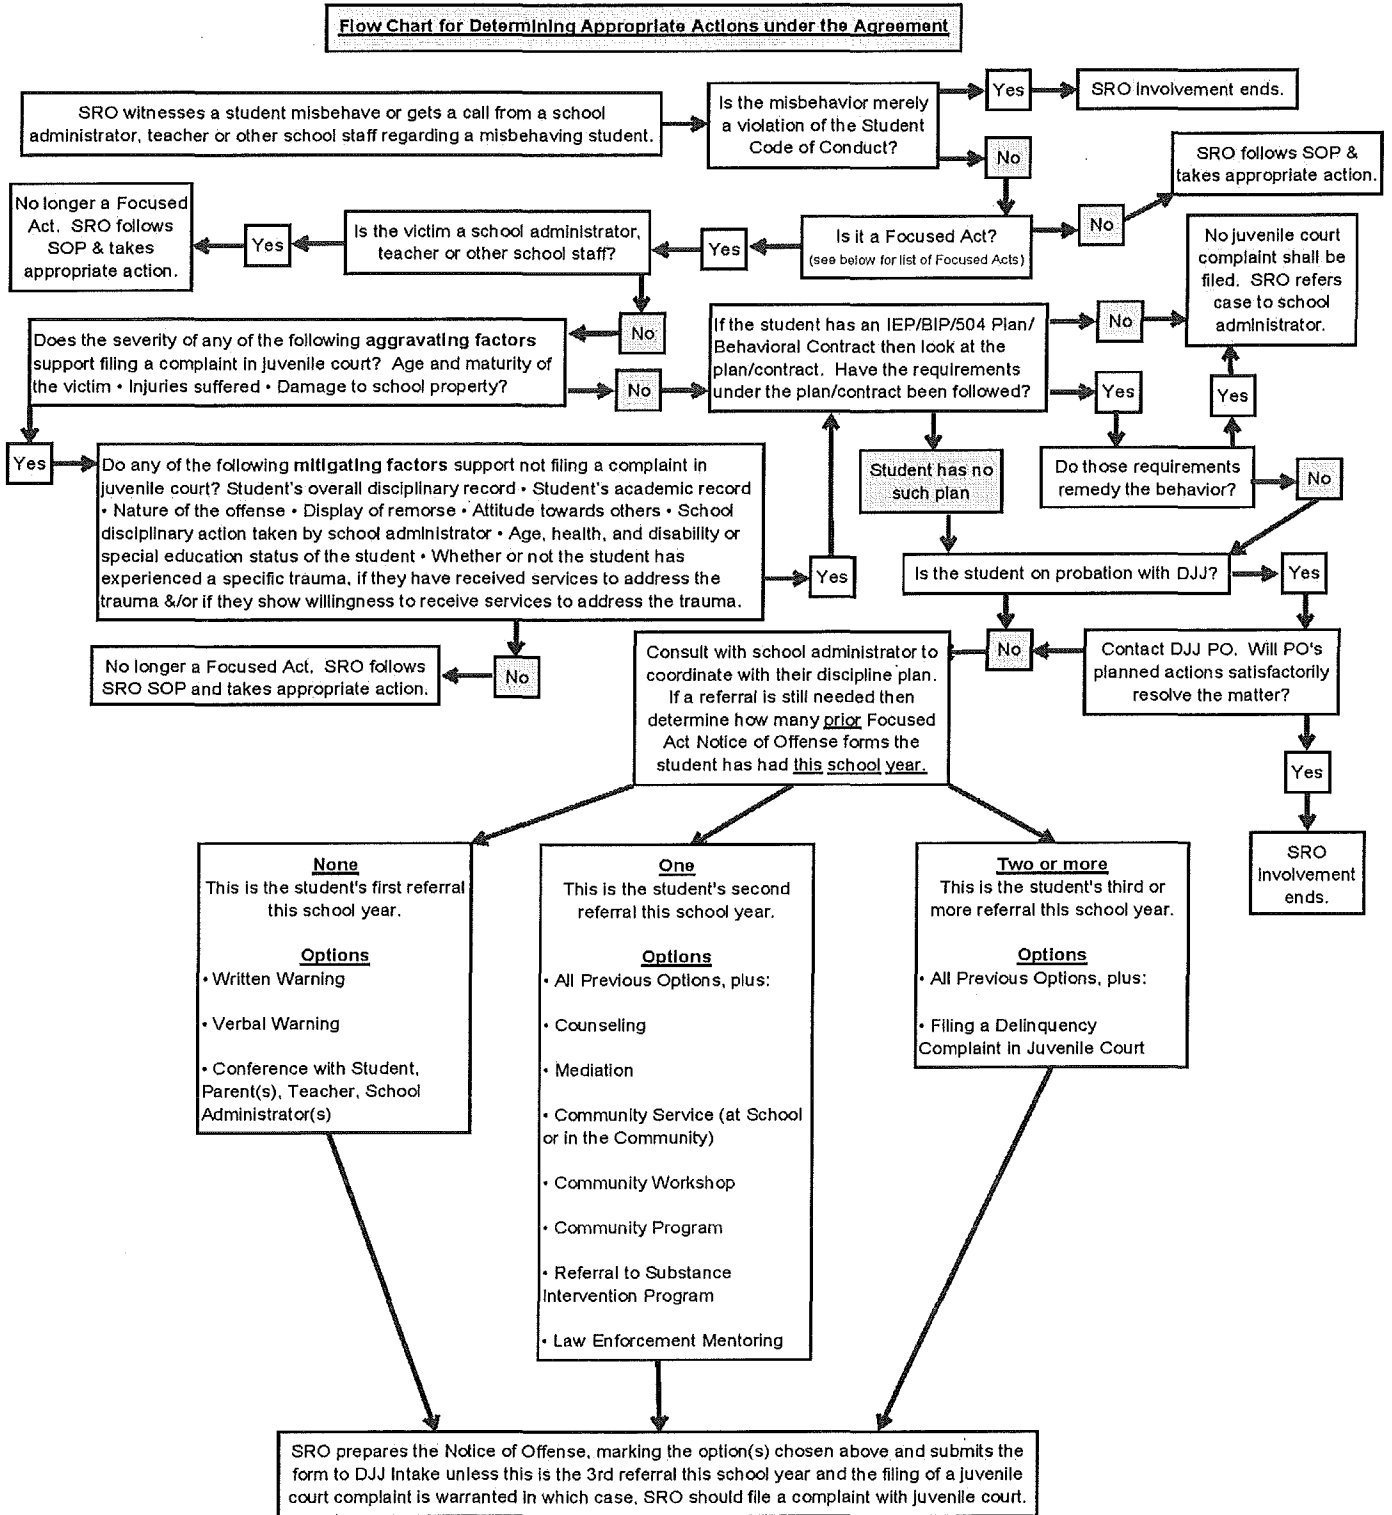 Flow Chart for Determining Appropriate Actions under the Agreement
SRO witnesses a student misbehave or gets a call from a school
administrator, teacher or other school staff regarding a misbehaving student.
Is the misbehavior merely
a violation of the Student
Code of Conduct?
Yes
SRO Involvement ends.
No
SRO follows SOP &
takes appropriate action.
No longer a Focused
Act. SRO follows
SOP & takes
appropriate action.
Yes
Is the victim a school administrator,
teacher or other school staff?
Yes
Is it a Focused Act?
(see below for list of Focused Acts)
No
No juvenile court
complaint shall be
filed. SRO refers
case to school
administrator.
No
Does the severity of any of the following aggravating factors
support filing a complaint in juvenile court? Age and maturity of
the victim • Injuries suffered • Damage to school property?
No
If the student has an IEP/BIP/504 Plan/
Behavioral Contract then look at the
plan/contract. Have the requirements
under the plan/contract been followed?
No
Yes
Yes
Yes
Do any of the following mitigating factors support not filing a complaint in
juvenile court? Student's overall disciplinary record • Student's academic record
• Nature of the offense • Display of remorse • Attitude towards others • School
disciplinary action taken by school administrator • Age, health, and disability or
special education status of the student • Whether or not the student has
experienced a specific trauma, if they have received services to address the
trauma &/or if they show willingness to receive services to address the trauma.
Yes
Student has no
such plan
Do those requirements
remedy the behavior?
No
Is the student on probation with DJJ?
Yes
No longer a Focused Act. SRO follows
SRO SOP and takes appropriate action.
No
Consult with school administrator to
coordinate with their discipline plan.
If a referral is still needed then
determine how many prior Focused
Act Notice of Offense forms the
student has had this school year.
No
Contact DJJ PO. Will PO's
planned actions satisfactorily
resolve the matter?
Yes
SRO
Involvement
ends.
None
This is the student's first referral
this school year.
Options
• Written Warning
• Verbal Warning
• Conference with Student,
Parent(s), Teacher, School
Administrator(s)
One
This is the student's second
referral this school year.
Options
• All Previous Options, plus:
• Counseling
• Mediation
• Community Service (at School
or in the Community)
• Community Workshop
• Community Program
• Referral to Substance
Intervention Program
• Law Enforcement Mentoring
Two or more
This is the student's third or
more referral this school year.
Options
• All Previous Options, plus:
• Filing a Delinquency
Complaint in Juvenile Court
SRO prepares the Notice of Offense, marking the option(s) chosen above and submits the
form to DJJ Intake unless this is the 3rd referral this school year and the filing of a juvenile
court complaint is warranted in which case, SRO should file a complaint with juvenile court.